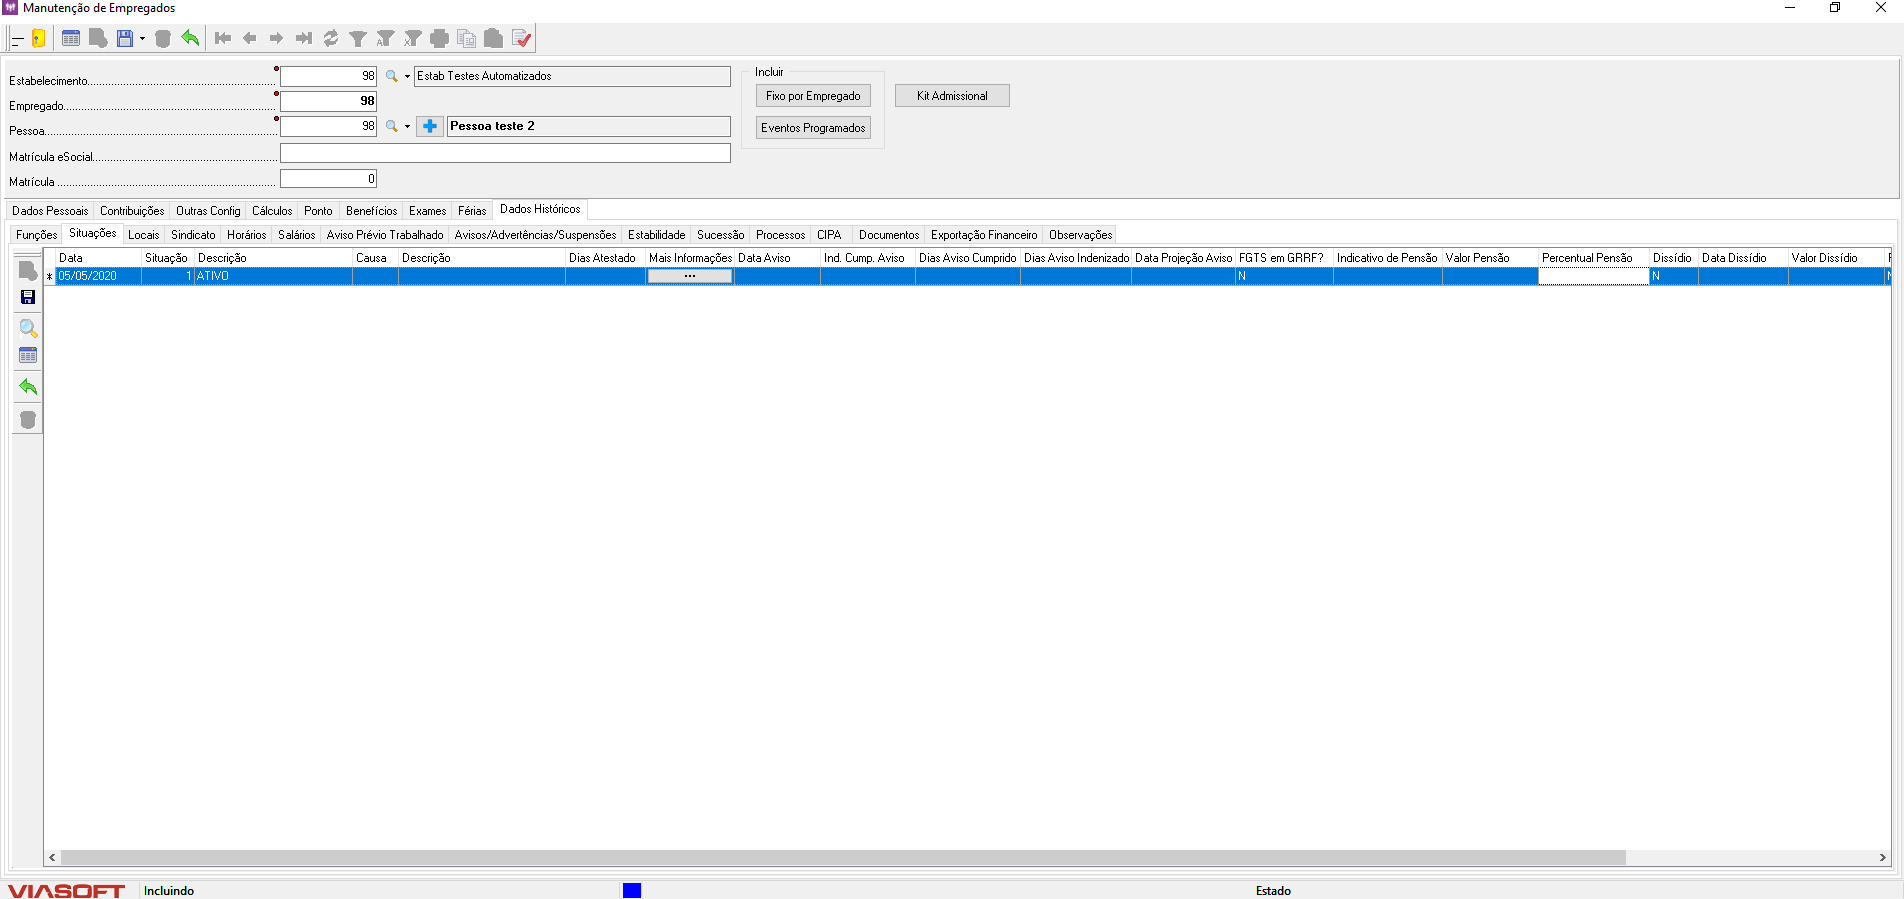 Manutenção de Empregados
Estabelecimento 98 Estab Testes Automatizados
Empregado 98
Pessoa 98 Pessoa teste 2
Matrícula eSocial
Matrícula 0
Incluir
Fixo por Empregado
Eventos Programados
Kit Admissional
Dados Pessoais Contribuições Outras Config Cálculos Ponto Benefícios Exames Férias Dados Históricos
Funções Situações Locais Sindicato Horários Salários Aviso Prévio Trabalhado Avisos/Advertências/Suspensões Estabilidade Sucessão Processos CIPA Documentos Exportação Financeiro Observações
Data Situação Descrição Causa Descrição Dias Atestado Mais Informações Data Aviso Ind. Cump. Aviso Dias Aviso Cumprido Dias Aviso Indenizado Data Projeção Aviso FGTS em GRRF? Indicativo de Pensão Valor Pensão Percentual Pensão Dissídio Data Dissídio Valor Dissídio
* 05/05/2020 1 ATIVO ... N N
VIASOFT Incluindo Estado